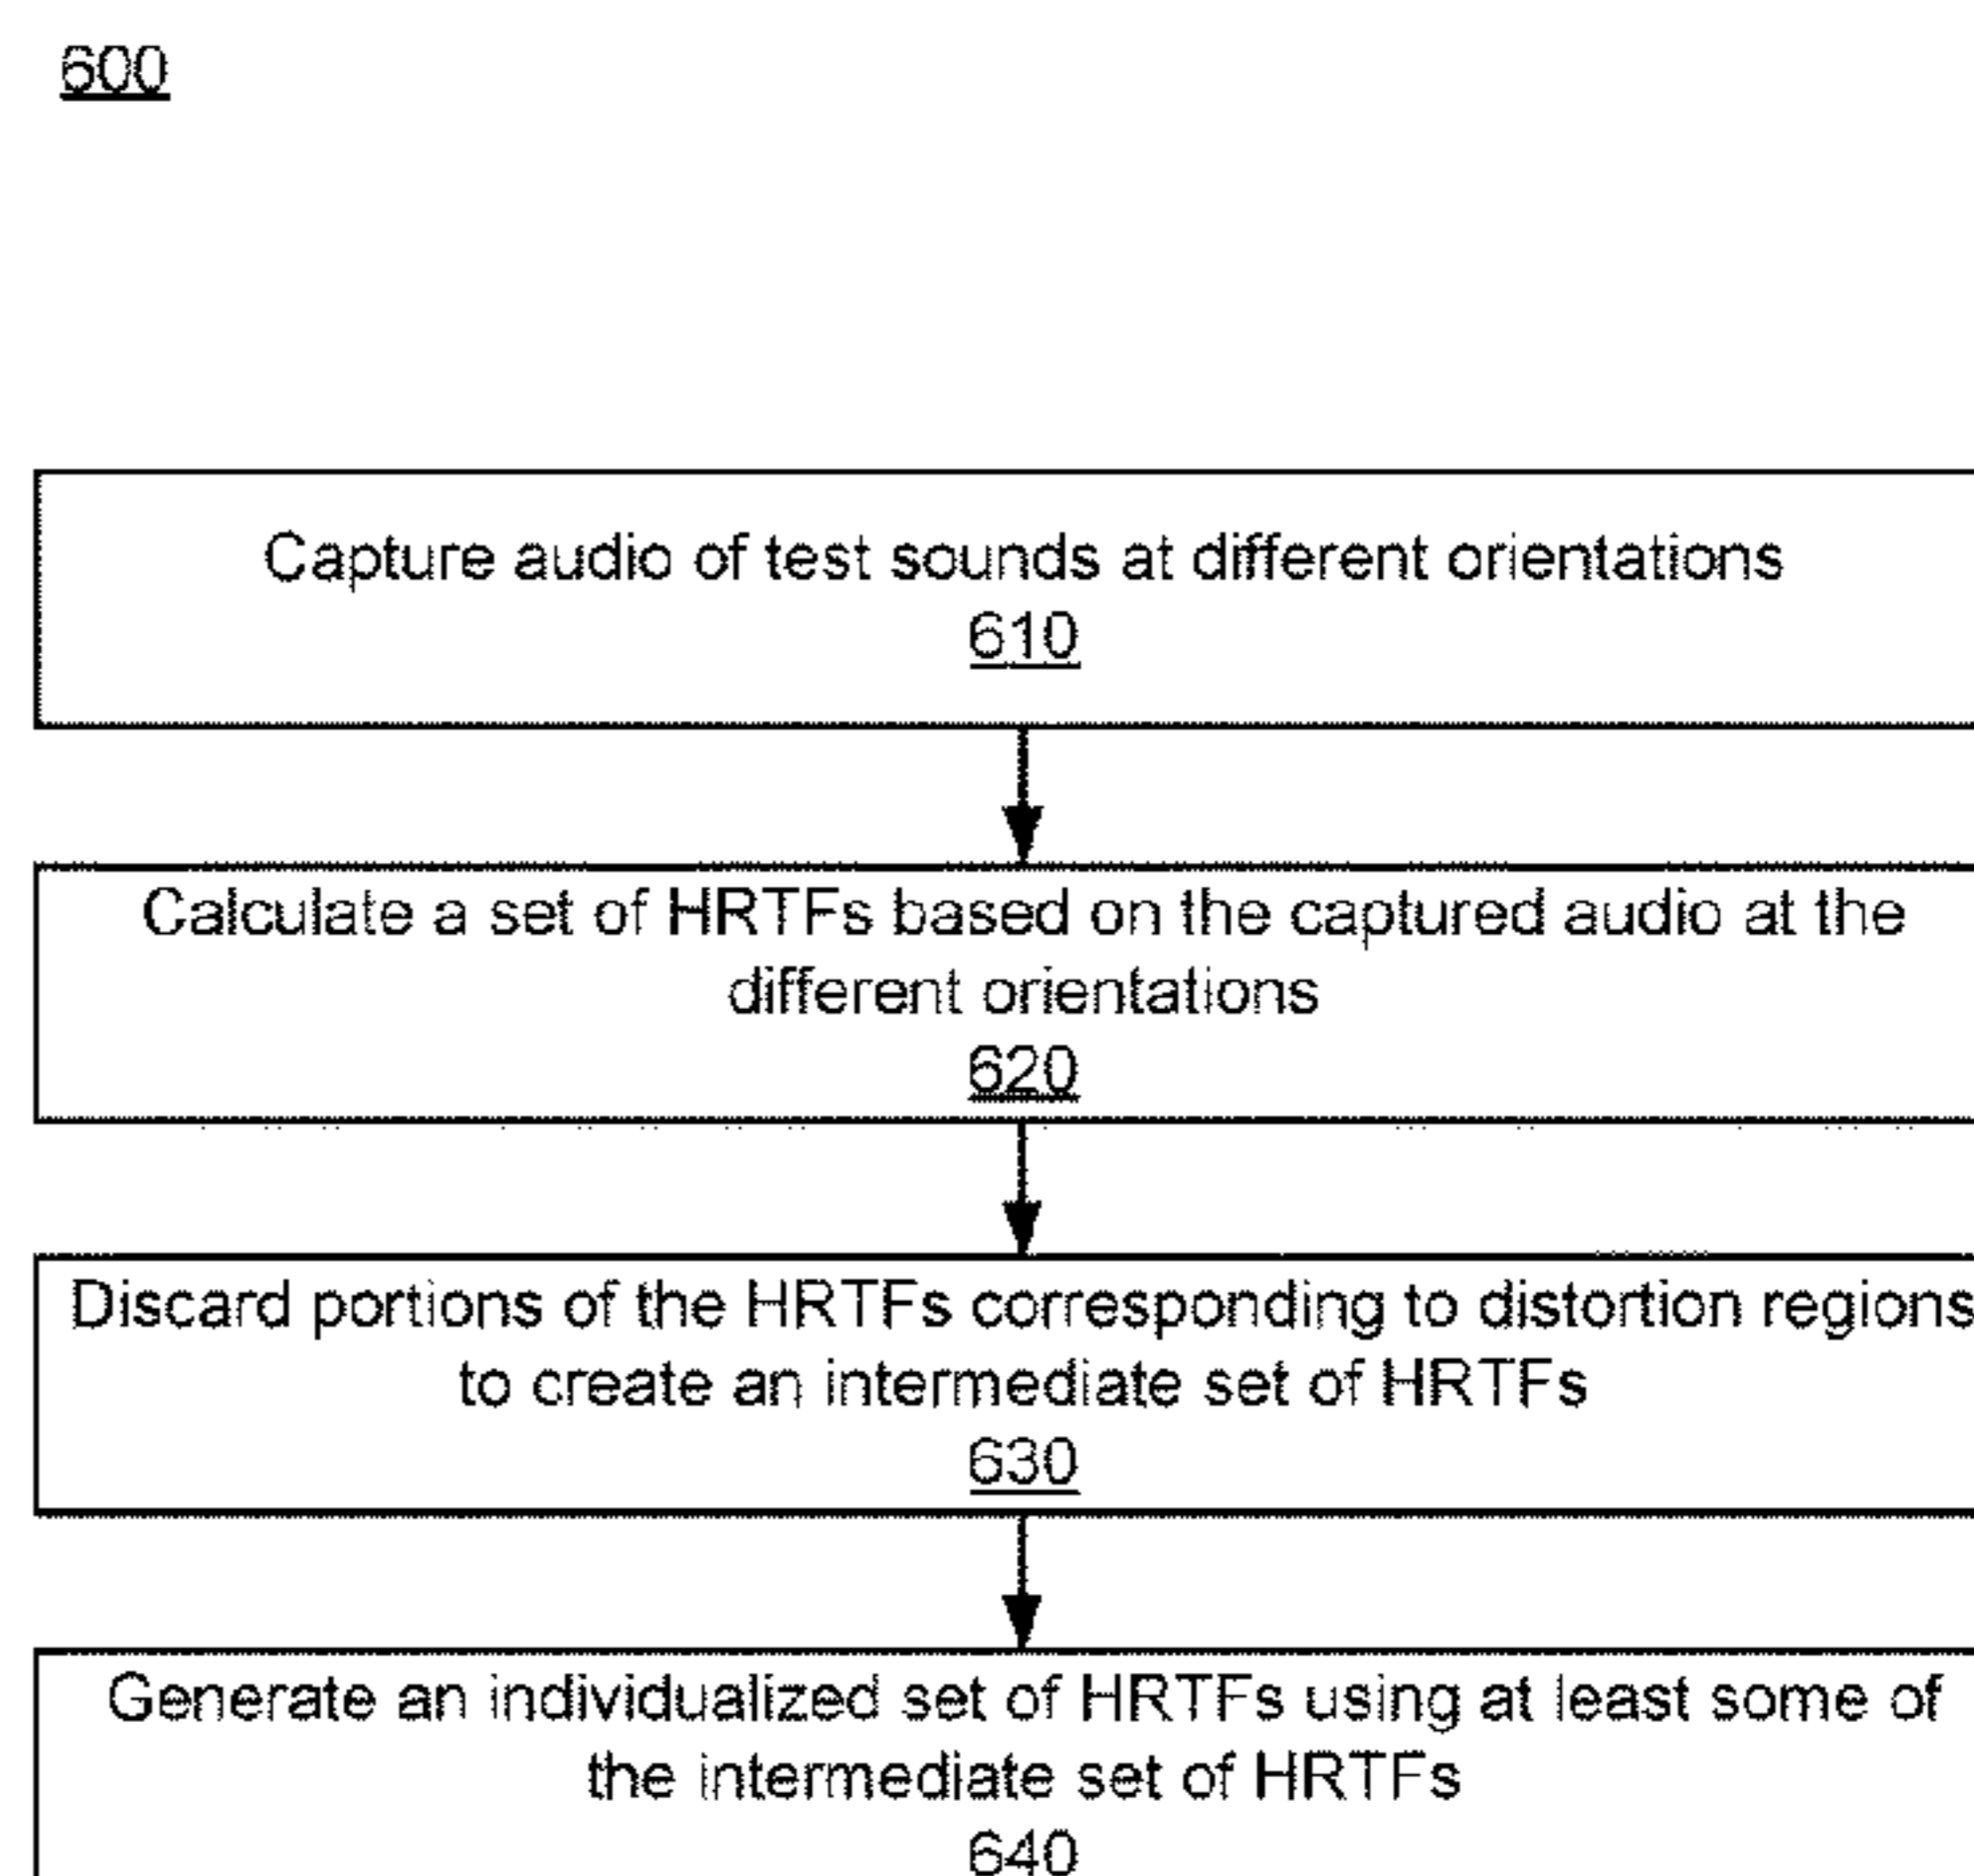 600
Capture audio of test sounds at different orientations
610
Calculate a set of HRTFs based on the captured audio at the
different orientations
620
Discard portions of the HRTFs corresponding to distortion regions
to create an intermediate set of HRTFs
630
Generate an individualized set of HRTFs using at least some of
the intermediate set of HRTFs
640